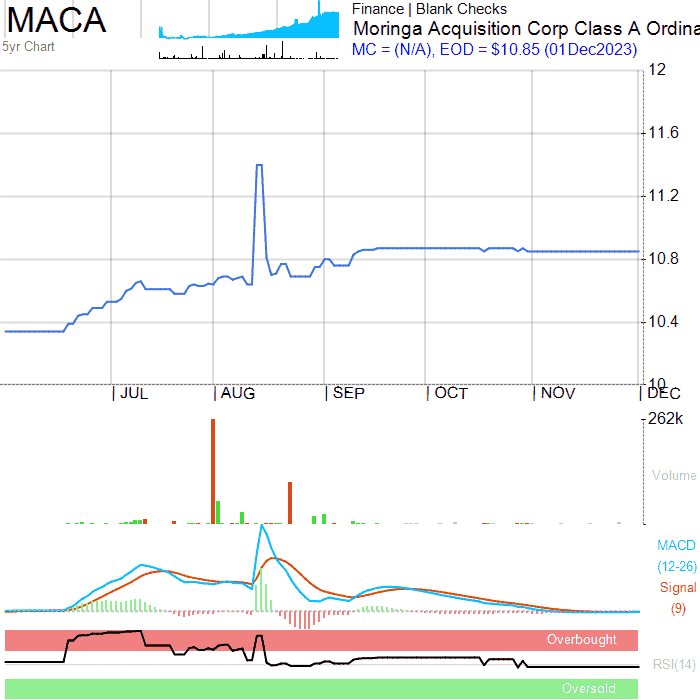 MACA
5yr Chart
Finance | Blank Checks
Moringa Acquisition Corp Class A Ordina
MC = (N/A), EOD = $10.85 (01Dec2023)
12
11.6
11.2
10.8
10.4
10
| JUL | AUG | SEP | OCT | NOV | DEC
262k
Volume
MACD
(12-26)
Signal
(9)
Overbought
RSI(14)
Oversold